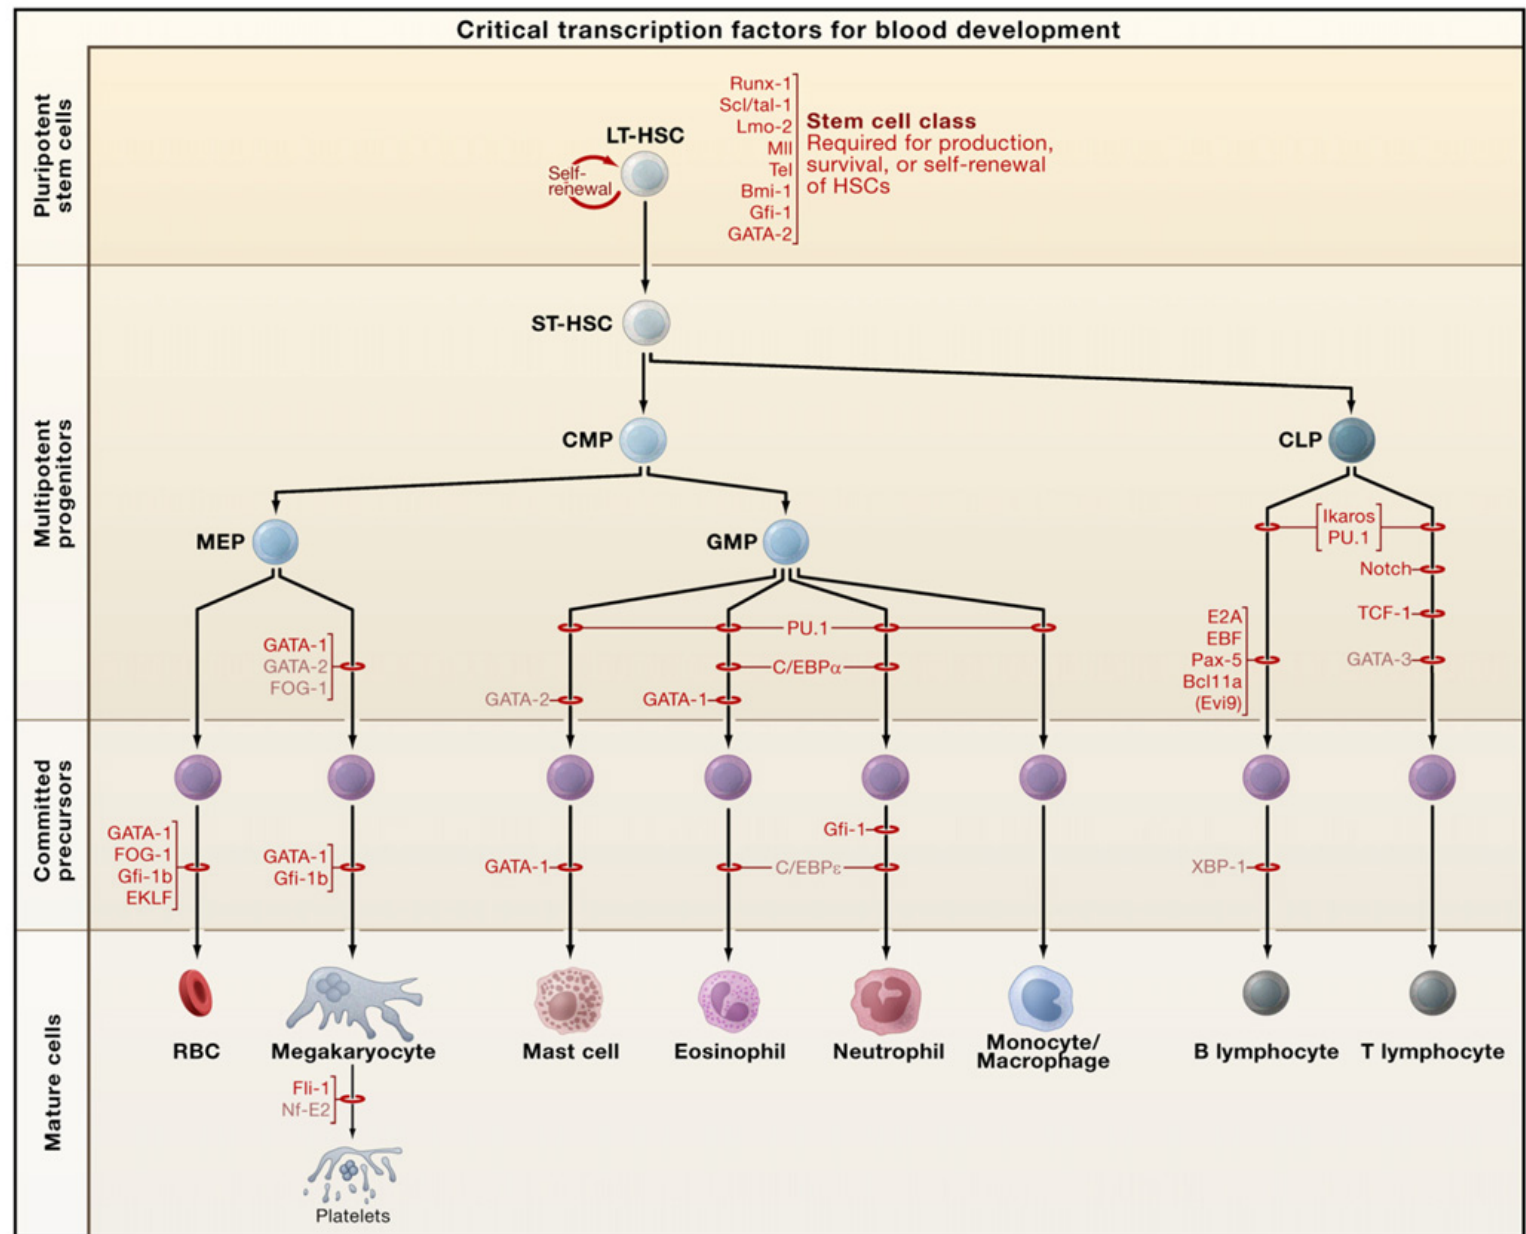 Critical transcription factors for blood development
Pluripotent
stem cells
Runx-1
Scl/tal-1
Lmo-2
Mll
Tel
Bmi-1
Gfi-1
GATA-2
Stem cell class
Required for production,
survival, or self-renewal
of HSCs
LT-HSC
Self-
renewal
Multipotent
progenitors
ST-HSC
CMP
CLP
MEP
GMP
Ikaros
PU.1
Notch
TCF-1
GATA-3
E2A
EBF
Pax-5
Bcl11a
(Evi9)
GATA-1
GATA-2
FOG-1
PU.1
C/EBPα
GATA-2
GATA-1
Committed
precursors
GATA-1
FOG-1
Gfi-1b
EKLF
GATA-1
Gfi-1b
GATA-1
Gfi-1
C/EBPε
XBP-1
Mature cells
RBC
Megakaryocyte
Mast cell
Eosinophil
Neutrophil
Monocyte/
Macrophage
B lymphocyte
T lymphocyte
Fli-1
Nf-E2
Platelets